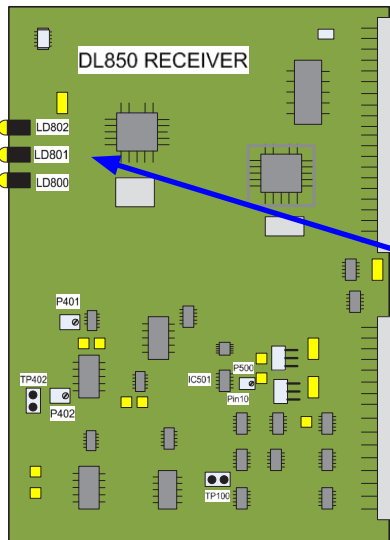 DL850 RECEIVER
LD802
LD801
LD800
P401
P500
IC501
TP402
P402
Pin10
TP100